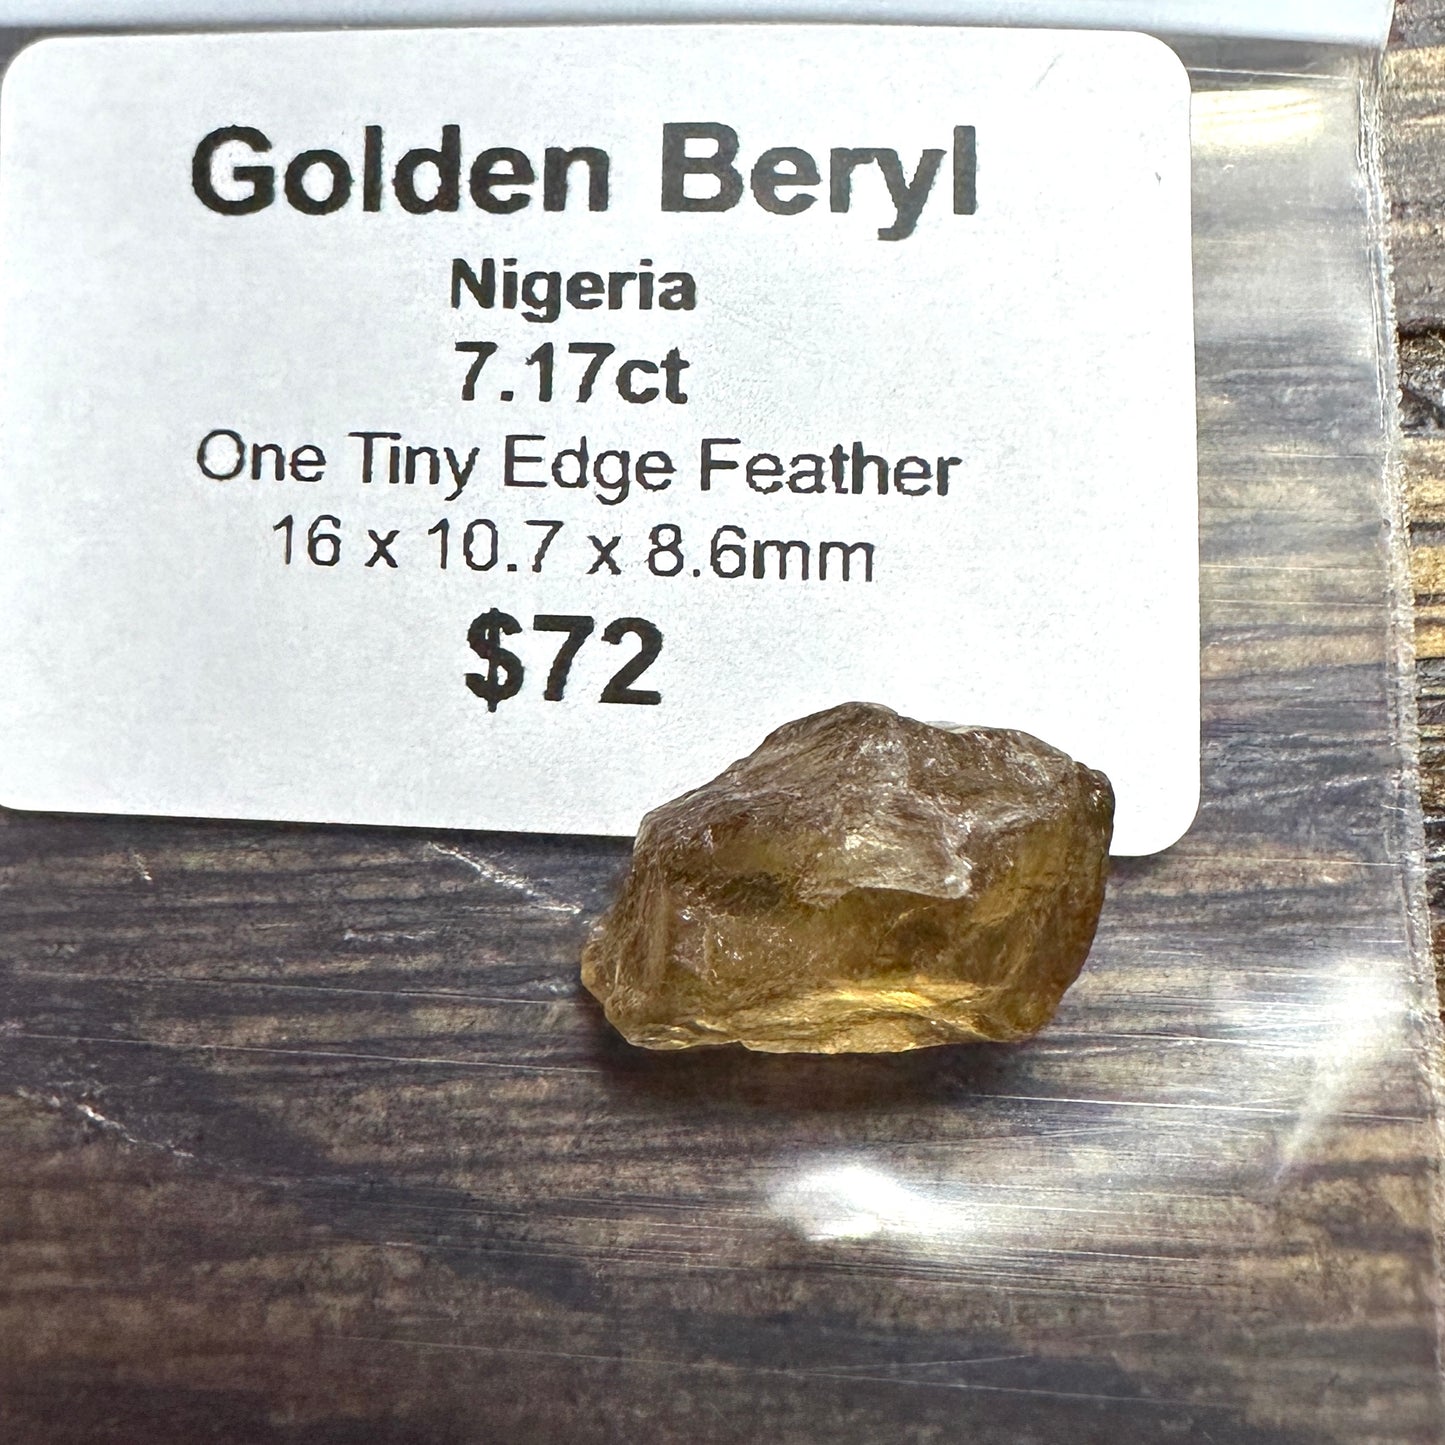 Golden Beryl
Nigeria
7.17ct
One Tiny Edge Feather
16 x 10.7 x 8.6mm
$72